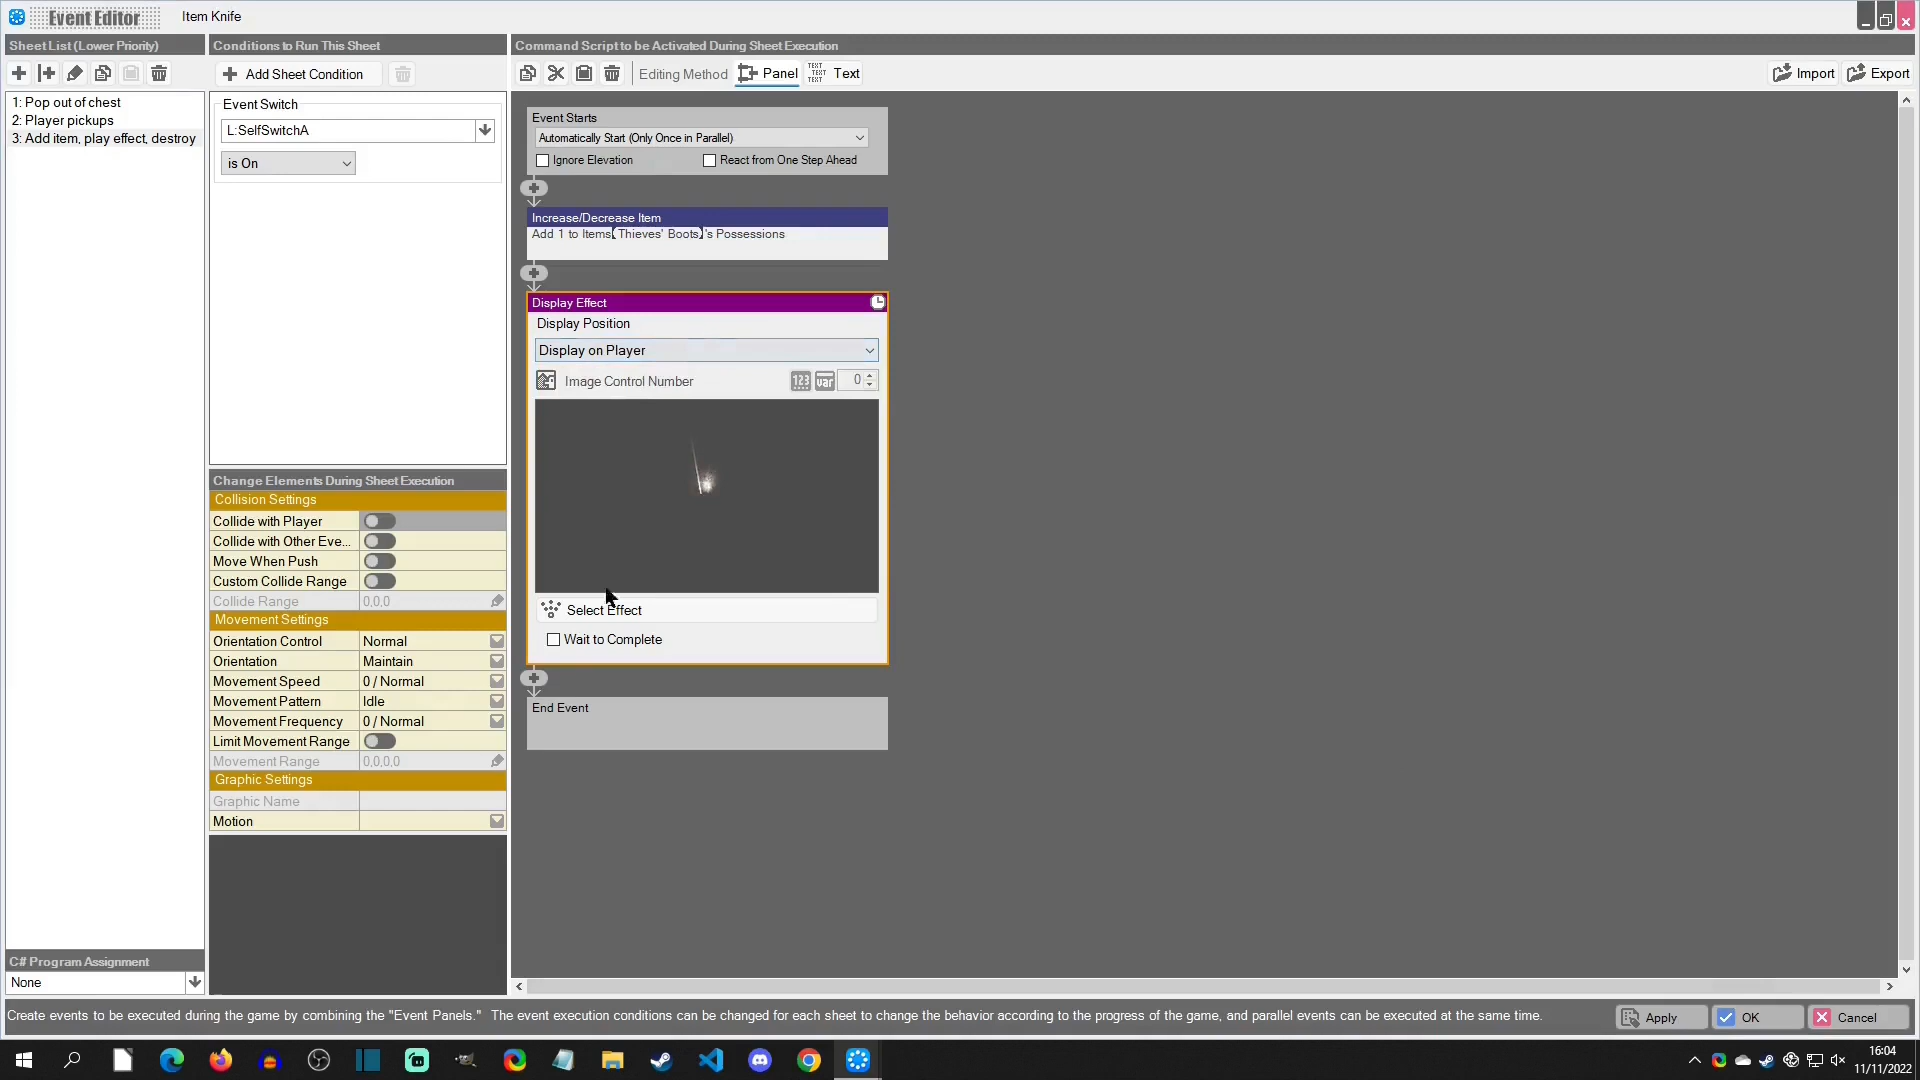 Event Editor
Item Knife
Sheet List (Lower Priority)
Conditions to Run This Sheet
Command Script to be Activated During Sheet Execution
Add Sheet Condition
Editing Method
Panel
TEXT
TEXT
TEXT
Text
Import
Export
1: Pop out of chest
2: Player pickups
3: Add item, play effect, destroy
Event Switch
L:SelfSwitchA
is On
Event Starts
Automatically Start (Only Once in Parallel)
Ignore Elevation
React from One Step Ahead
Increase/Decrease Item
Add 1 to Items【Thieves' Boots】's Possessions
Display Effect
Display Position
Display on Player
Image Control Number
123
var
0
Select Effect
Wait to Complete
End Event
Change Elements During Sheet Execution
Collision Settings
Collide with Player
Collide with Other Eve...
Move When Push
Custom Collide Range
Collide Range 0,0,0
Movement Settings
Orientation Control Normal
Orientation Maintain
Movement Speed 0 / Normal
Movement Pattern Idle
Movement Frequency 0 / Normal
Limit Movement Range
Movement Range 0,0,0,0
Graphic Settings
Graphic Name
Motion
C# Program Assignment
None
Create events to be executed during the game by combining the "Event Panels." The event execution conditions can be changed for each sheet to change the behavior according to the progress of the game, and parallel events can be executed at the same time.
Apply
OK
Cancel
16:04
11/11/2022